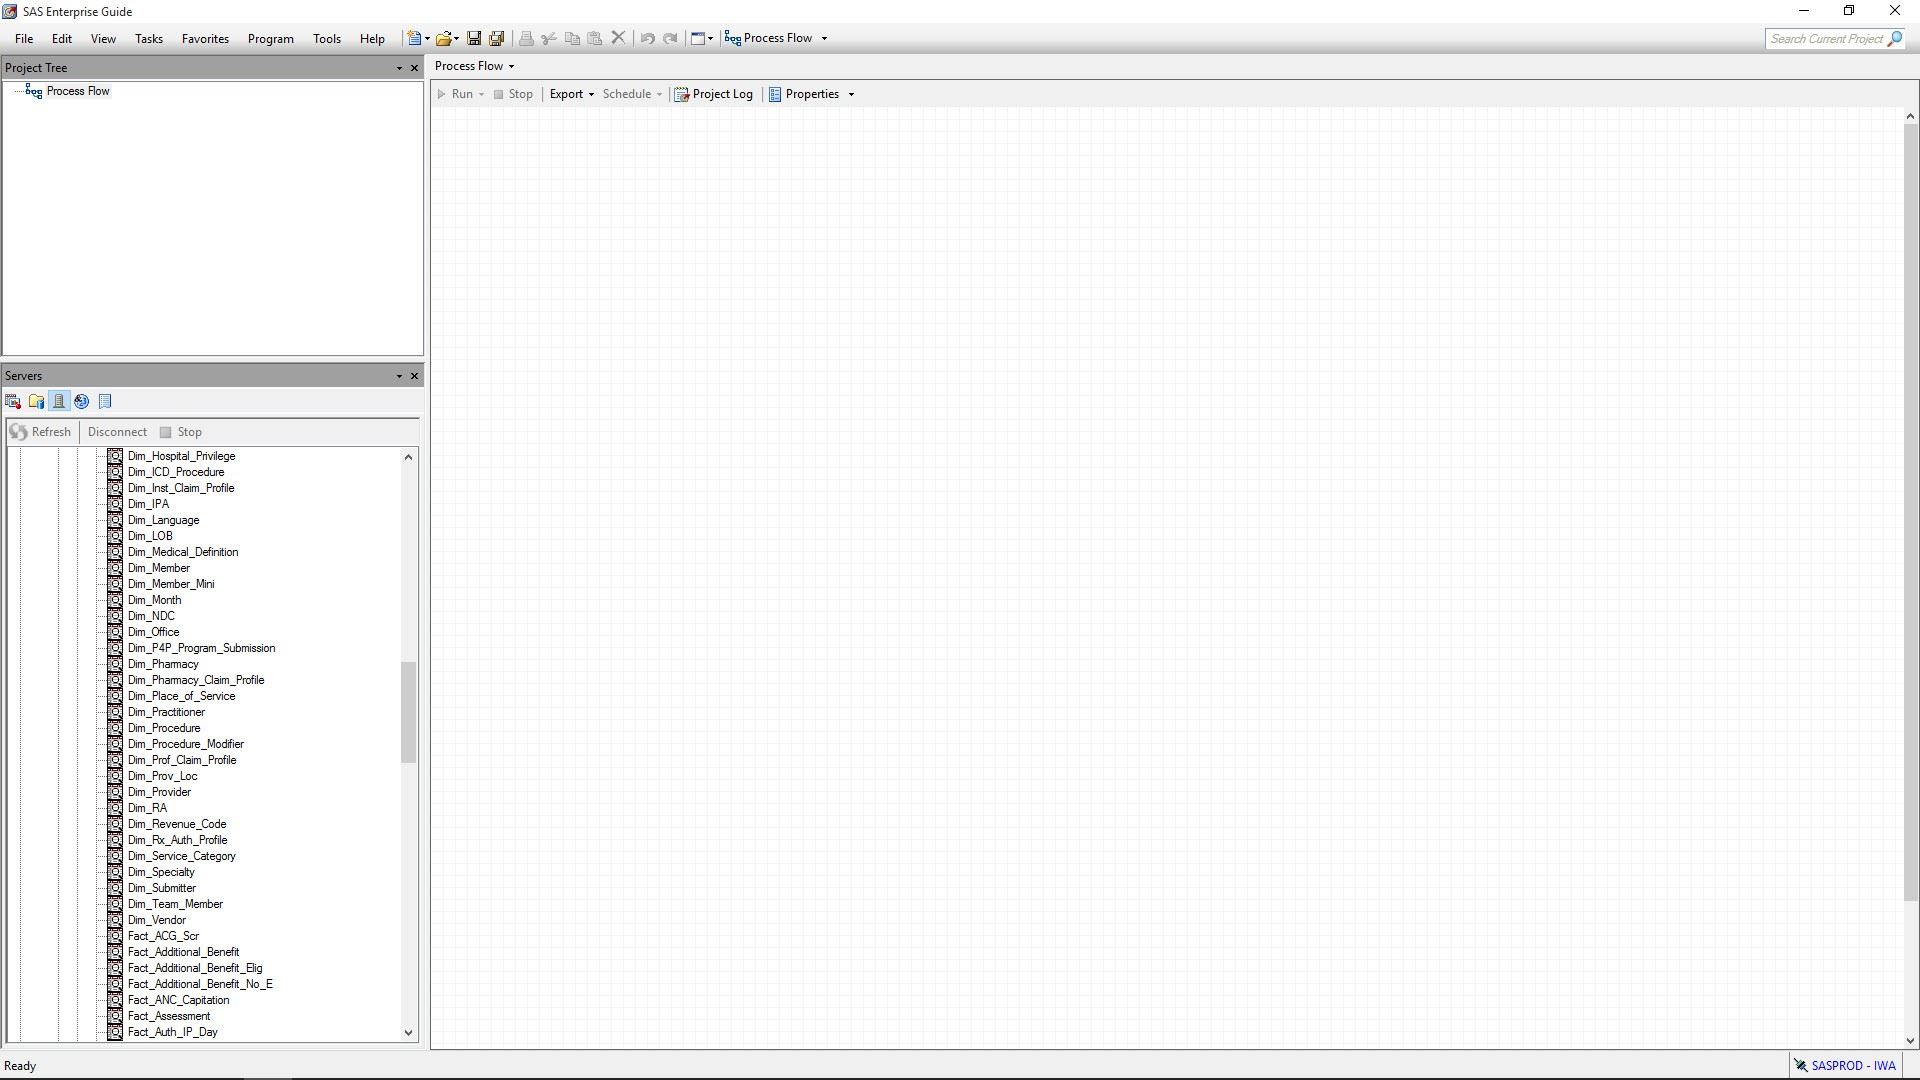 SAS Enterprise Guide
File Edit View Tasks Favorites Program Tools Help Process Flow Search Current Project
Project Tree
Process Flow
Process Flow
Run Stop Export Schedule Project Log Properties
Servers
Refresh Disconnect Stop
Dim_Hospital_Privilege
Dim_ICD_Procedure
Dim_Inst_Claim_Profile
Dim_IPA
Dim_Language
Dim_LOB
Dim_Medical_Definition
Dim_Member
Dim_Member_Mini
Dim_Month
Dim_NDC
Dim_Office
Dim_P4P_Program_Submission
Dim_Pharmacy
Dim_Pharmacy_Claim_Profile
Dim_Place_of_Service
Dim_Practitioner
Dim_Procedure
Dim_Procedure_Modifier
Dim_Prof_Claim_Profile
Dim_Prov_Loc
Dim_Provider
Dim_RA
Dim_Revenue_Code
Dim_Rx_Auth_Profile
Dim_Service_Category
Dim_Specialty
Dim_Submitter
Dim_Team_Member
Dim_Vendor
Fact_ACG_Scr
Fact_Additional_Benefit
Fact_Additional_Benefit_Elig
Fact_Additional_Benefit_No_E
Fact_ANC_Capitation
Fact_Assessment
Fact_Auth_IP_Day
Ready
SASPROD - IWA